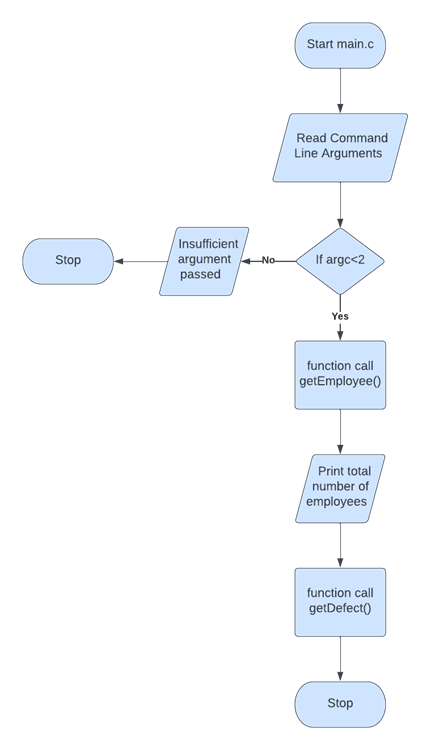 Start main.c
Read Command
Line Arguments
If argc<2
No
Insufficient
argument
passed
Stop
Yes
function call
getEmployee()
Print total
number of
employees
function call
getDefect()
Stop